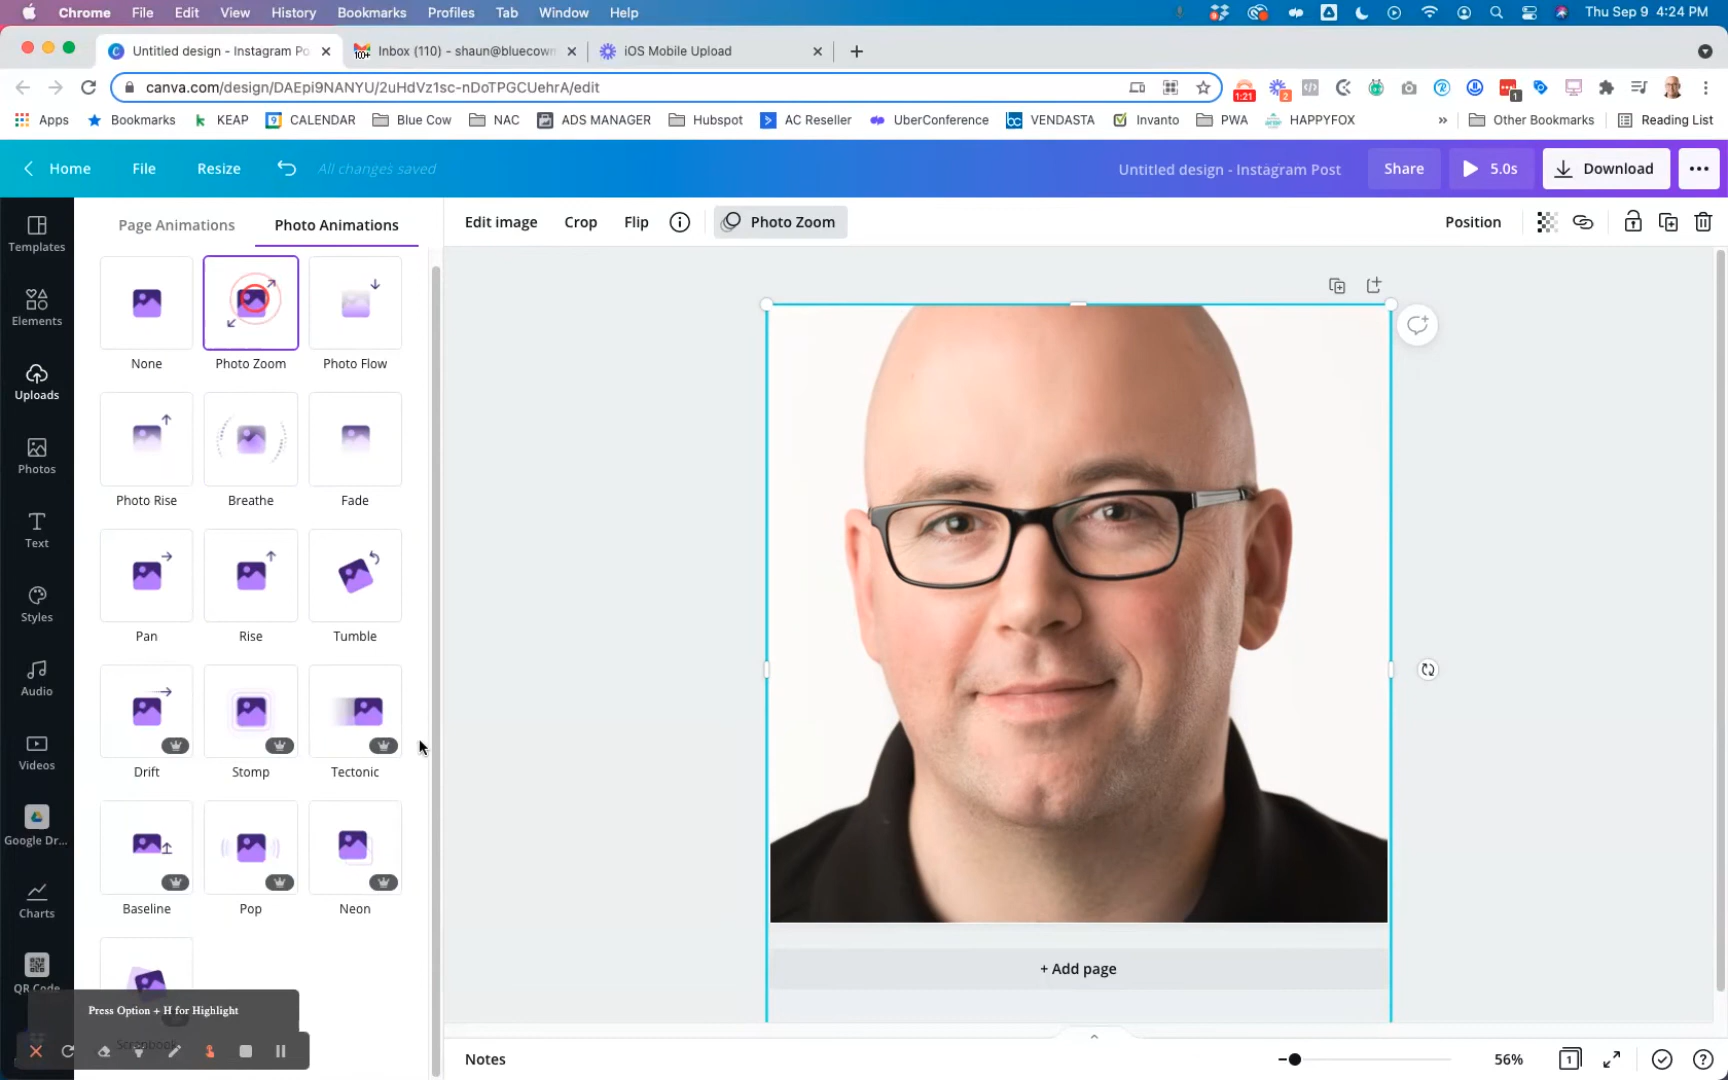 Chrome File Edit View History Bookmarks Profiles Tab Window Help Thu Sep 9 4:24 PM
Untitled design - Instagram Po Inbox (110) - shaun@bluecow iOS Mobile Upload
canva.com/design/DAEpi9NANYU/2uHdVz1sc-nDoTPGCUehrA/edit
1:21 2 1
Apps Bookmarks KEAP CALENDAR Blue Cow NAC ADS MANAGER Hubspot AC Reseller UberConference VENDASTA Invanto PWA HAPPYFOX » Other Bookmarks Reading List
Home File Resize All changes saved Untitled design - Instagram Post Share 5.0s Download
Page Animations Photo Animations Edit image Crop Flip Photo Zoom Position
Templates
Elements
Uploads
Photos
Text
Styles
Audio
Videos
Google Dr...
Charts
QR Code
None Photo Zoom Photo Flow
Photo Rise Breathe Fade
Pan Rise Tumble
Drift Stomp Tectonic
Baseline Pop Neon
Scrapbook
+ Add page
Press Option + H for Highlight
Notes 56% 1